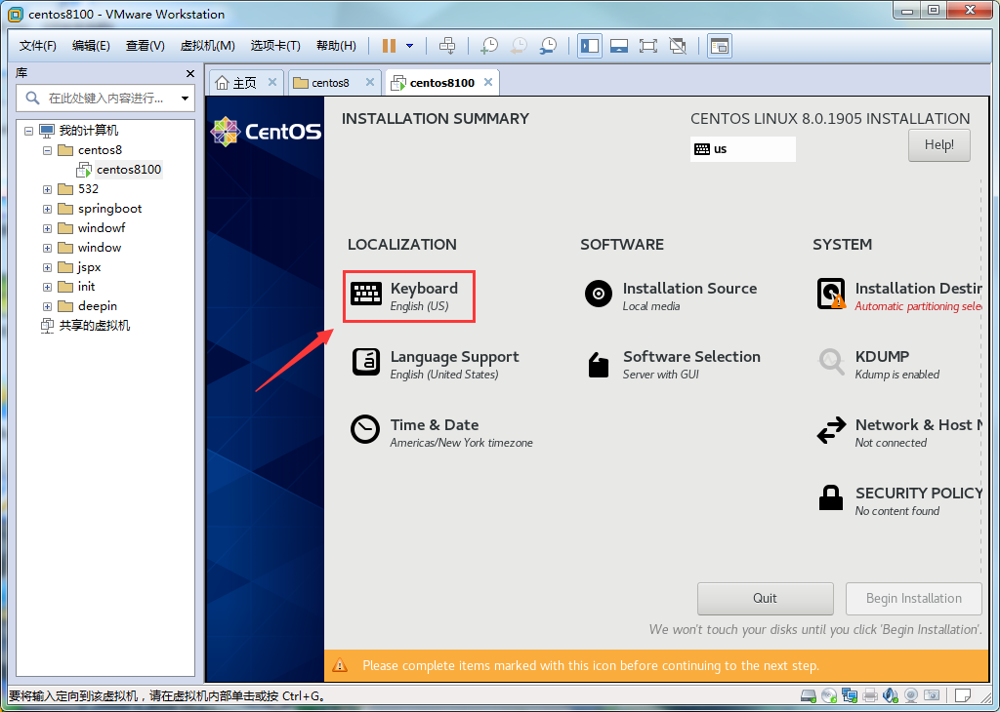 centos8100 - VMware Workstation
文件(F) 编辑(E) 查看(V) 虚拟机(M) 选项卡(T) 帮助(H)
库
在此处键入内容进行...
我的计算机
centos8
centos8100
532
springboot
windowf
window
jspx
init
deepin
共享的虚拟机
主页 centos8 centos8100
CentOS
INSTALLATION SUMMARY
CENTOS LINUX 8.0.1905 INSTALLATION
us
Help!
LOCALIZATION
Keyboard
English (US)
Language Support
English (United States)
Time & Date
Americas/New York timezone
SOFTWARE
Installation Source
Local media
Software Selection
Server with GUI
SYSTEM
Installation Destin
Automatic partitioning sele
KDUMP
Kdump is enabled
Network & Host N
Not connected
SECURITY POLICY
No content found
Quit
Begin Installation
We won't touch your disks until you click 'Begin Installation'.
Please complete items marked with this icon before continuing to the next step.
要将输入定向到该虚拟机，请在虚拟机内部单击或按 Ctrl+G。